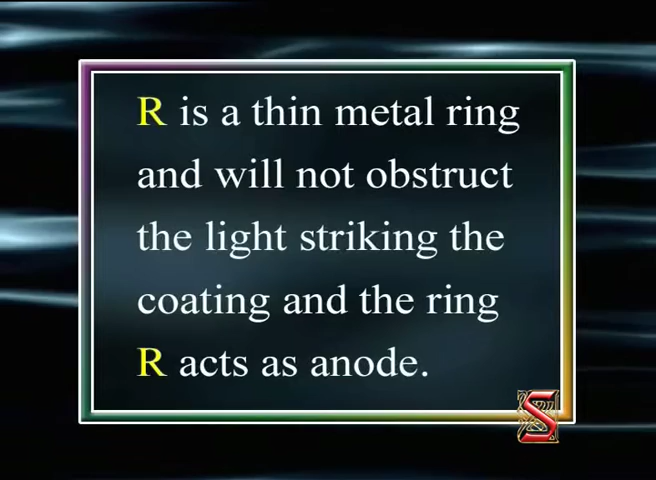 R is a thin metal ring
and will not obstruct
the light striking the
coating and the ring
R acts as anode.
S